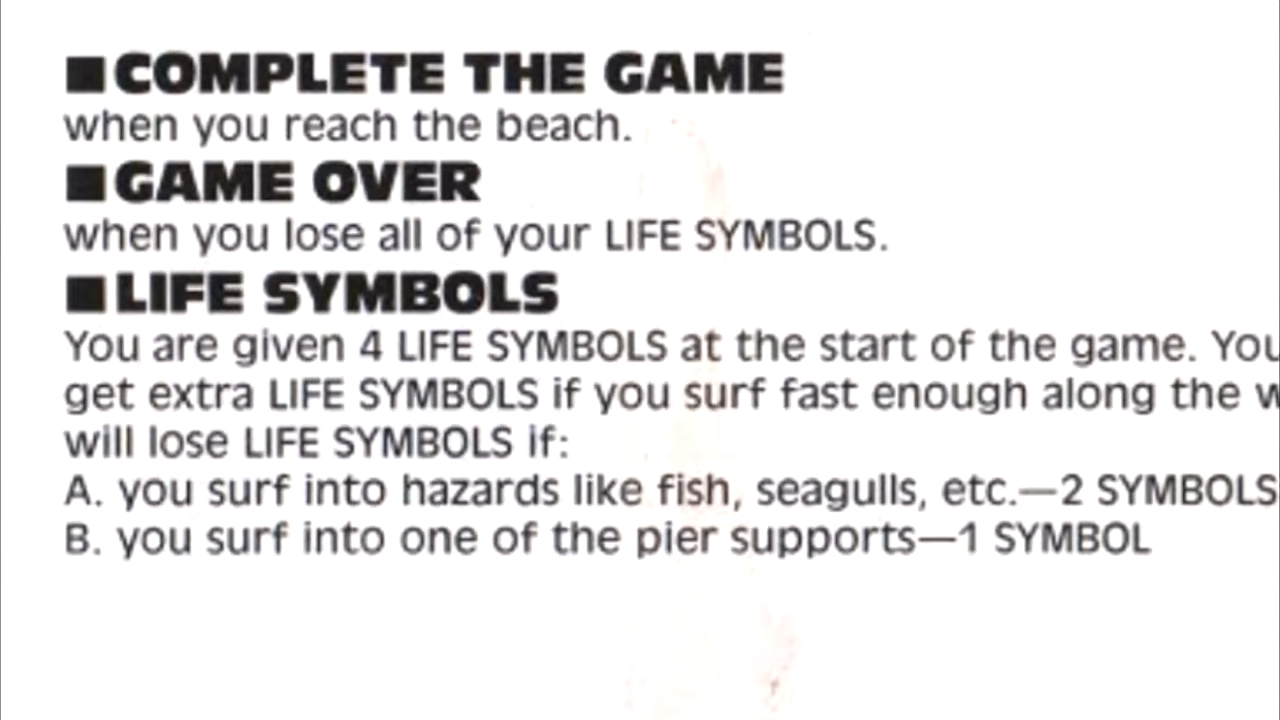 ■COMPLETE THE GAME
when you reach the beach.
■GAME OVER
when you lose all of your LIFE SYMBOLS.
■LIFE SYMBOLS
You are given 4 LIFE SYMBOLS at the start of the game. You
get extra LIFE SYMBOLS if you surf fast enough along the
will lose LIFE SYMBOLS if:
A. you surf into hazards like fish, seagulls, etc.—2 SYMBOLS
B. you surf into one of the pier supports—1 SYMBOL